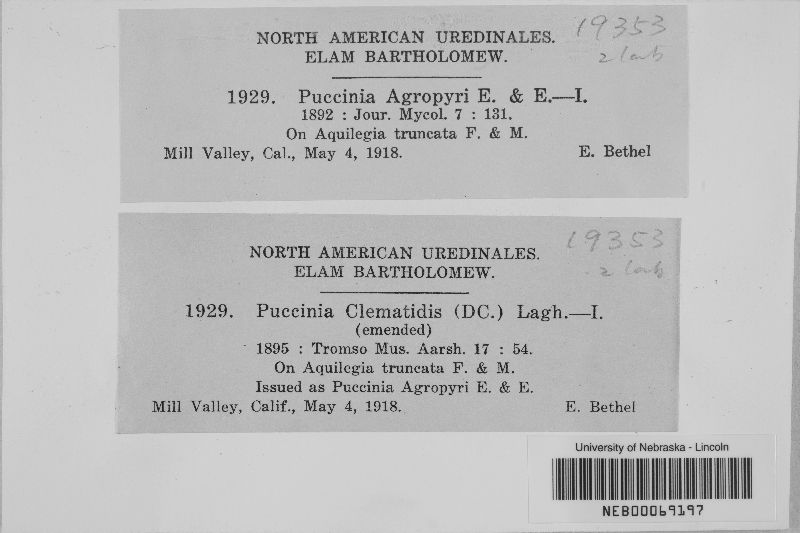 NORTH AMERICAN UREDINALES. 19353
ELAM BARTHOLOMEW. 2 
1929. Puccinia Agropyri E. & E.—I.
1892 : Jour. Mycol. 7 : 131.
On Aquilegia truncata F. & M.
Mill Valley, Cal., May 4, 1918. E. Bethel
NORTH AMERICAN UREDINALES. 19353
ELAM BARTHOLOMEW. 2
1929. Puccinia Clematidis (DC.) Lagh.—I.
(emended)
1895 : Tromso Mus. Aarsh. 17 : 54.
On Aquilegia truncata F. & M.
Issued as Puccinia Agropyri E. & E.
Mill Valley, Calif., May 4, 1918. E. Bethel
University of Nebraska - Lincoln
NEB00069197